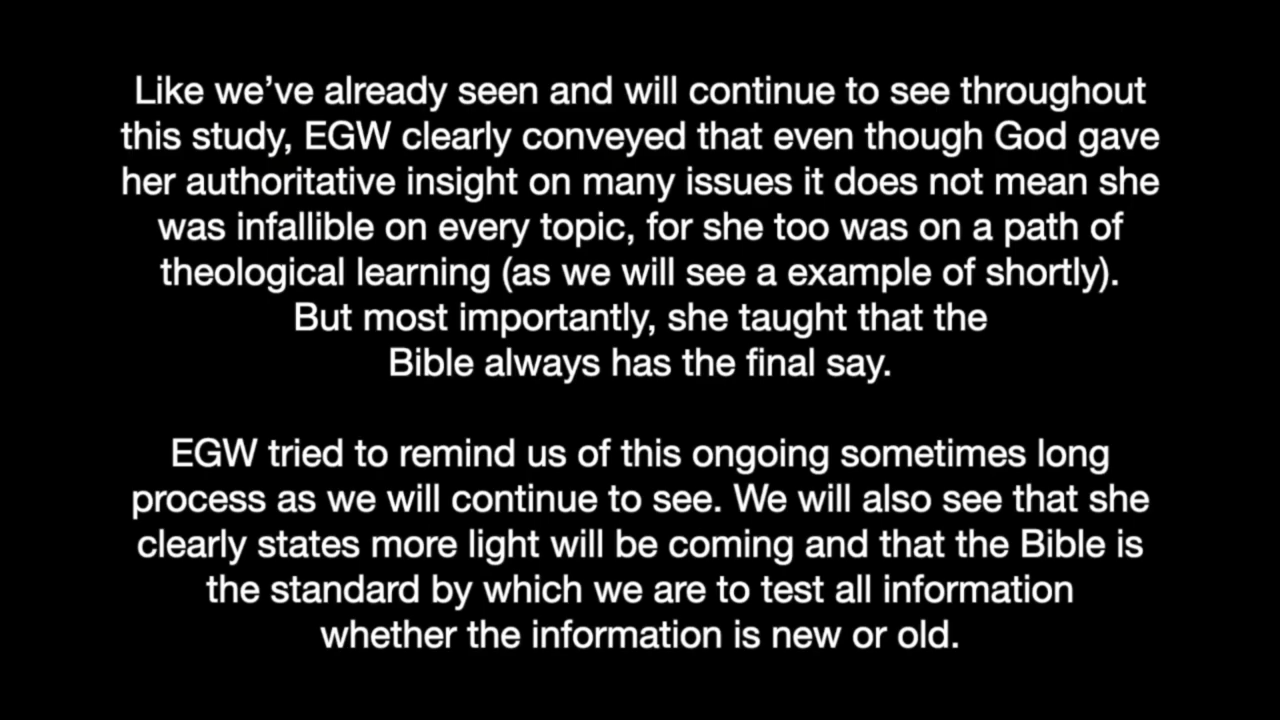 Like we’ve already seen and will continue to see throughout
this study, EGW clearly conveyed that even though God gave
her authoritative insight on many issues it does not mean she
was infallible on every topic, for she too was on a path of
theological learning (as we will see a example of shortly).
But most importantly, she taught that the
Bible always has the final say.
EGW tried to remind us of this ongoing sometimes long
process as we will continue to see. We will also see that she
clearly states more light will be coming and that the Bible is
the standard by which we are to test all information
whether the information is new or old.